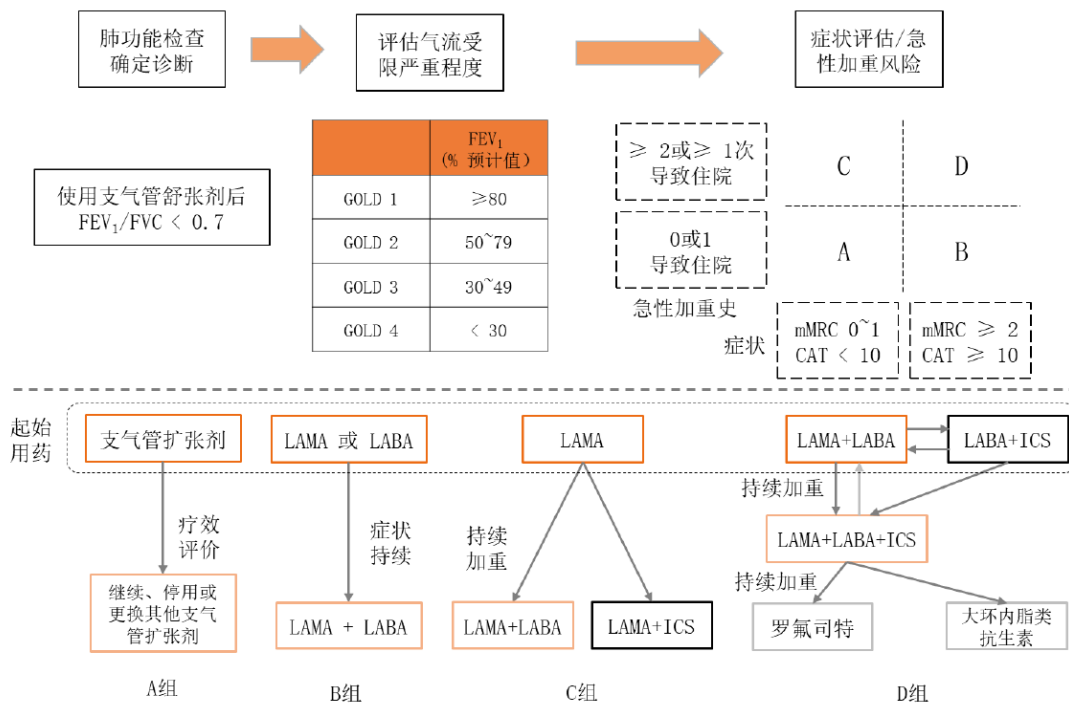 肺功能检查
确定诊断
评估气流受
限严重程度
症状评估/急
性加重风险
使用支气管舒张剂后
FEV₁/FVC < 0.7
FEV₁
(% 预计值)
GOLD 1
≥80
GOLD 2
50~79
GOLD 3
30~49
GOLD 4
< 30
≥ 2或≥ 1次
导致住院
C
D
0或1
导致住院
A
B
急性加重史
症状
mMRC 0~1
CAT < 10
mMRC ≥ 2
CAT ≥ 10
起始
用药
支气管扩张剂
LAMA 或 LABA
LAMA
LAMA+LABA
LABA+ICS
疗效
评价
症状
持续
持续
加重
持续加重
LAMA+LABA+ICS
持续加重
继续、停用或
更换其他支气
管扩张剂
LAMA + LABA
LAMA+LABA
LAMA+ICS
罗氟司特
大环内脂类
抗生素
A组
B组
C组
D组